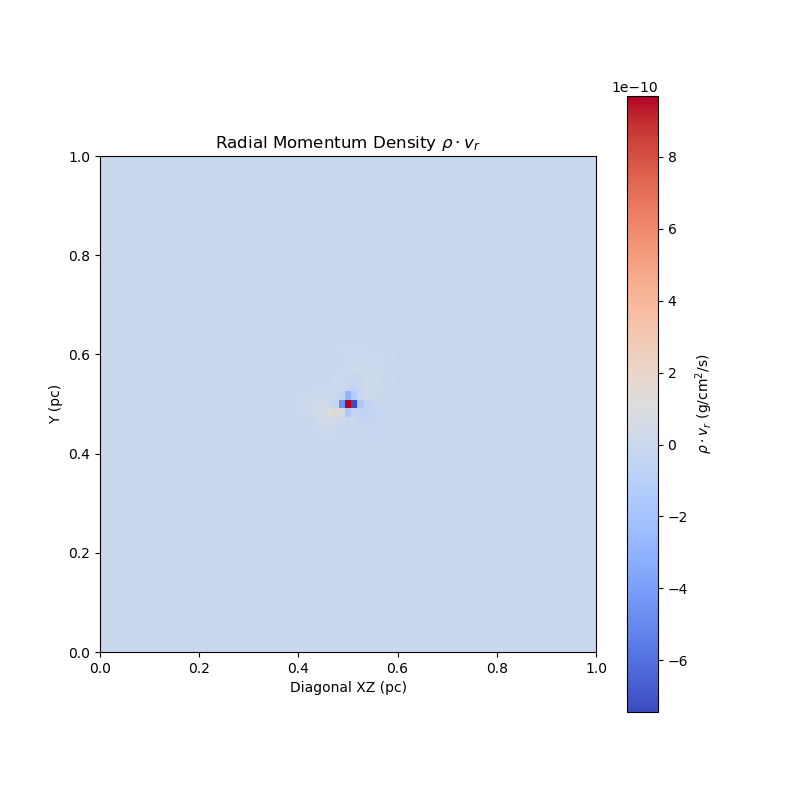 1e−10
Radial Momentum Density ρ · v_r
1.0
0.8
0.6
0.4
0.2
0.0
Y (pc)
0.0 0.2 0.4 0.6 0.8 1.0
Diagonal XZ (pc)
8
6
4
2
0
−2
−4
−6
ρ · v_r (g/cm²/s)